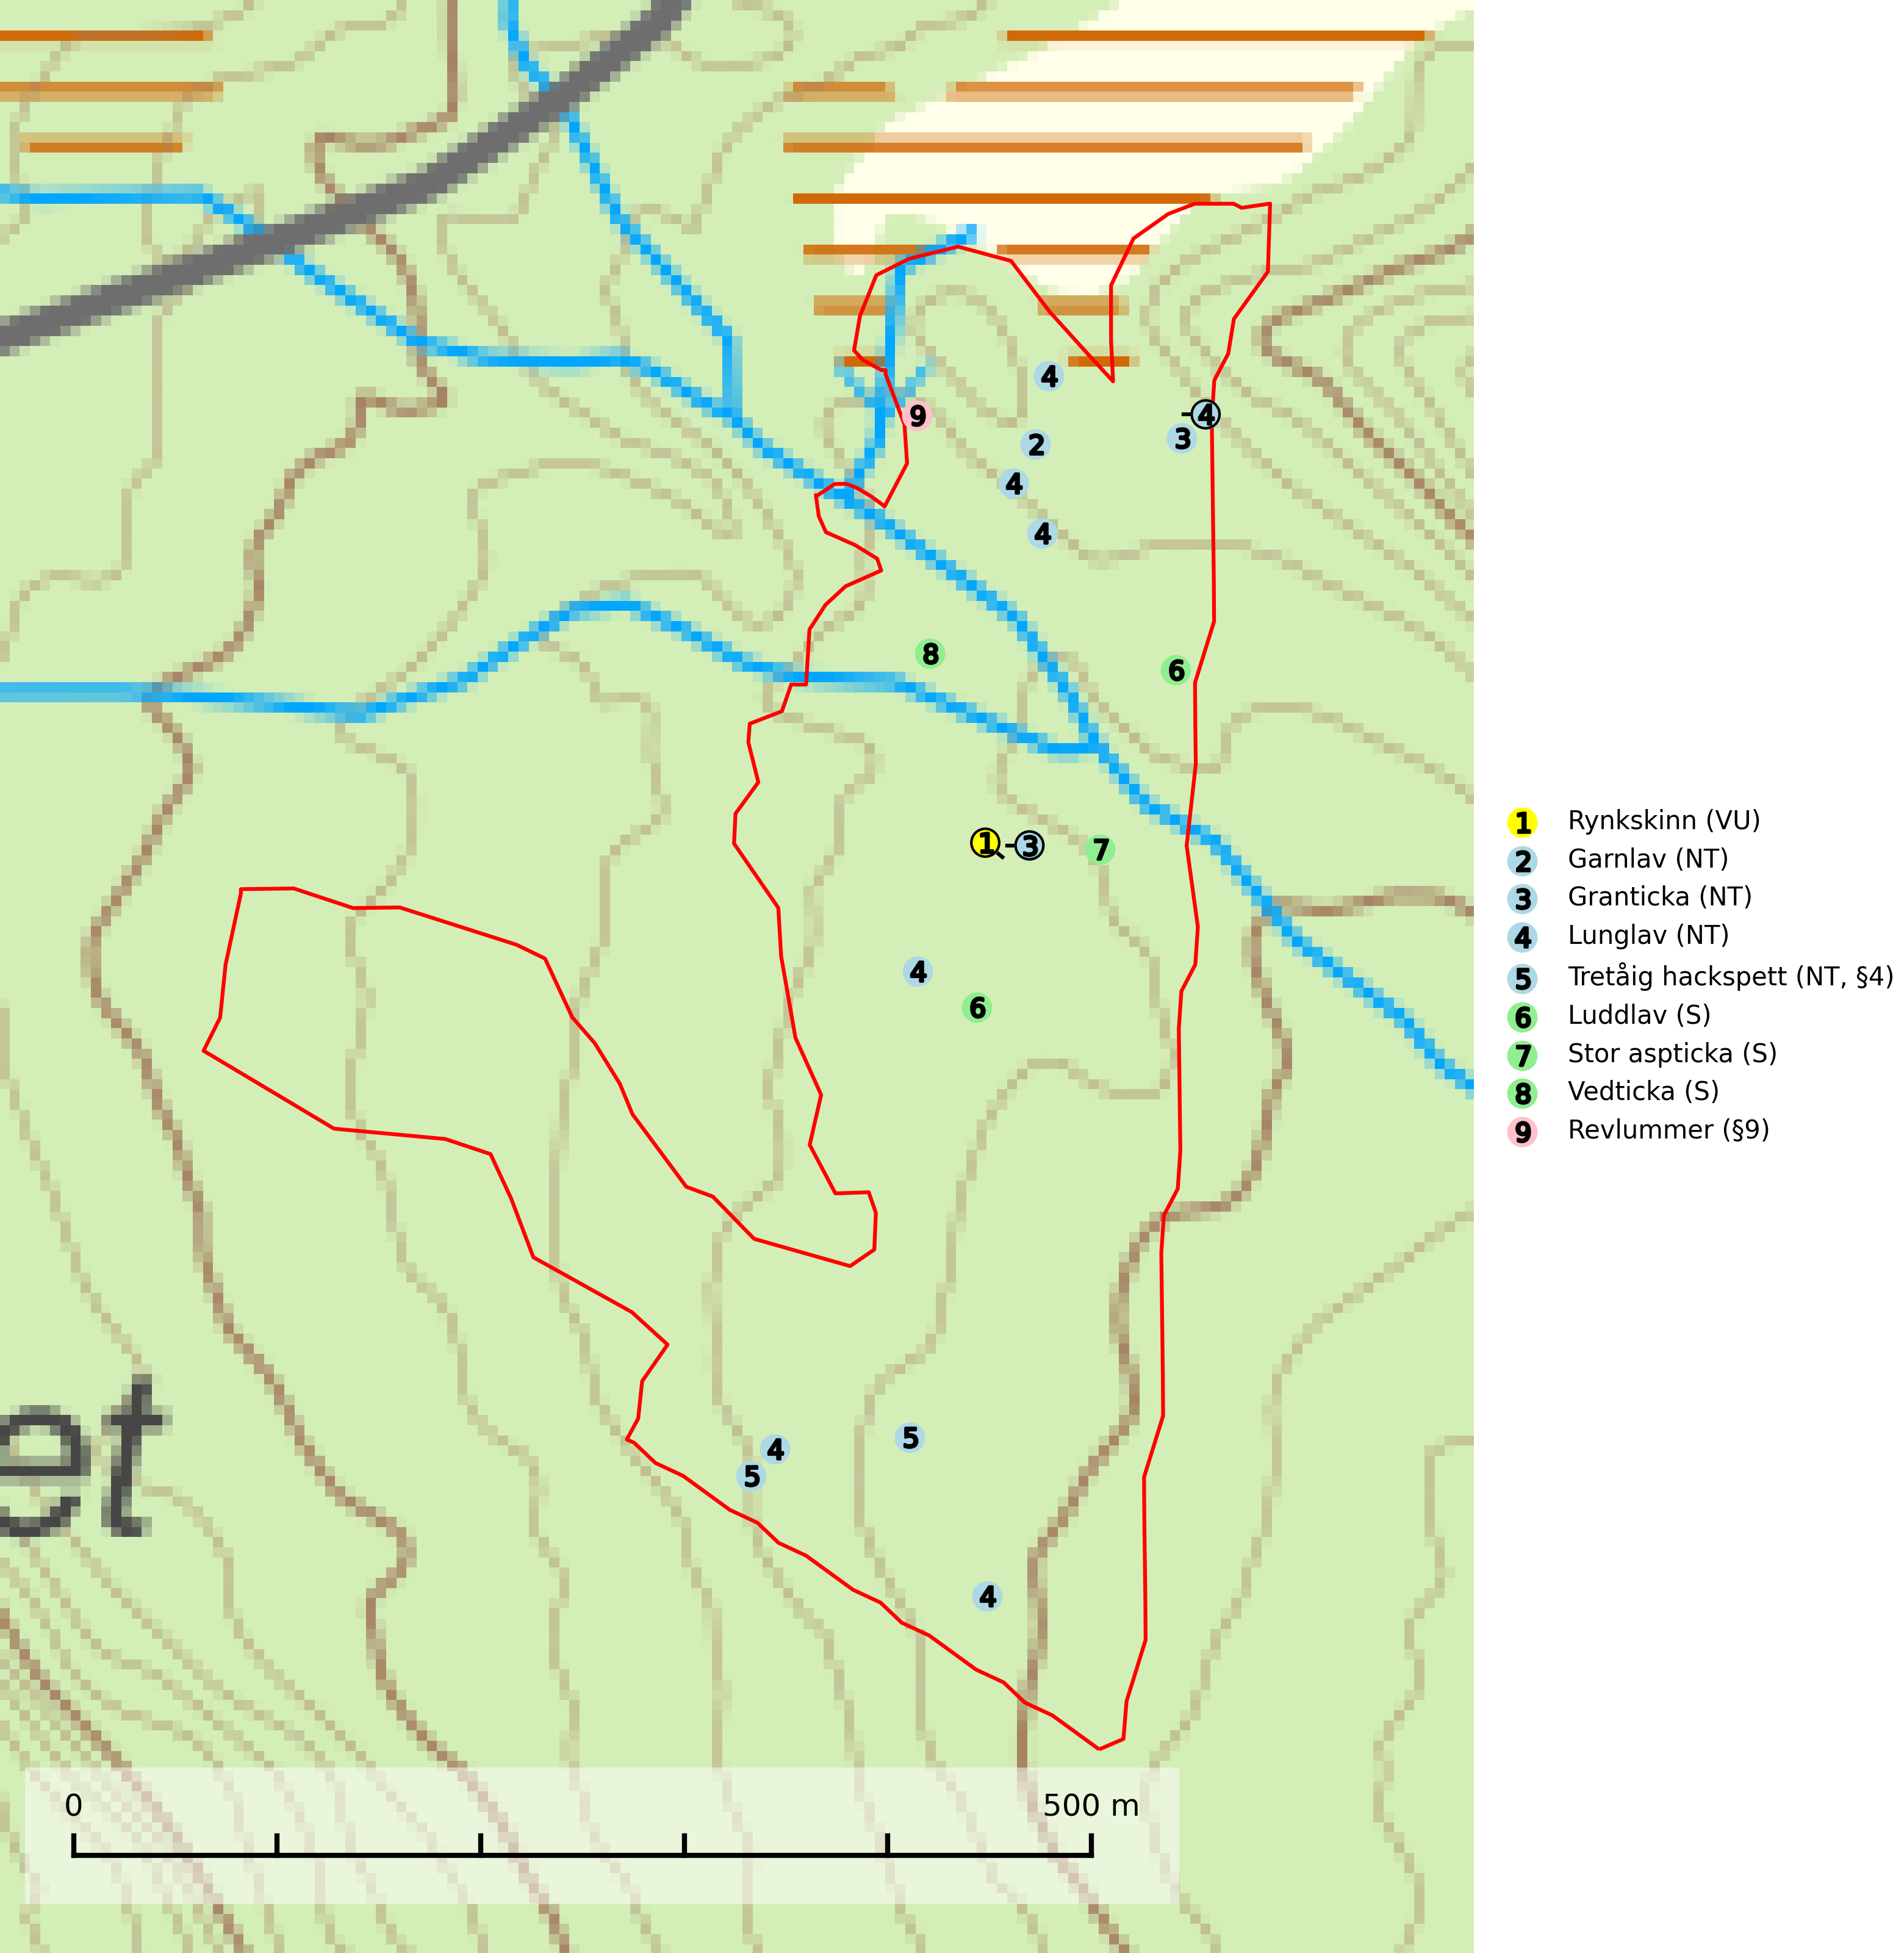 4
9
4
2
3
4
4
8
6
1
3
7
4
6
et
5
4
5
4
0
500 m
1 Rynkskinn (VU)
2 Garnlav (NT)
3 Granticka (NT)
4 Lunglav (NT)
5 Tretåig hackspett (NT, §4)
6 Luddlav (S)
7 Stor aspticka (S)
8 Vedticka (S)
9 Revlummer (§9)